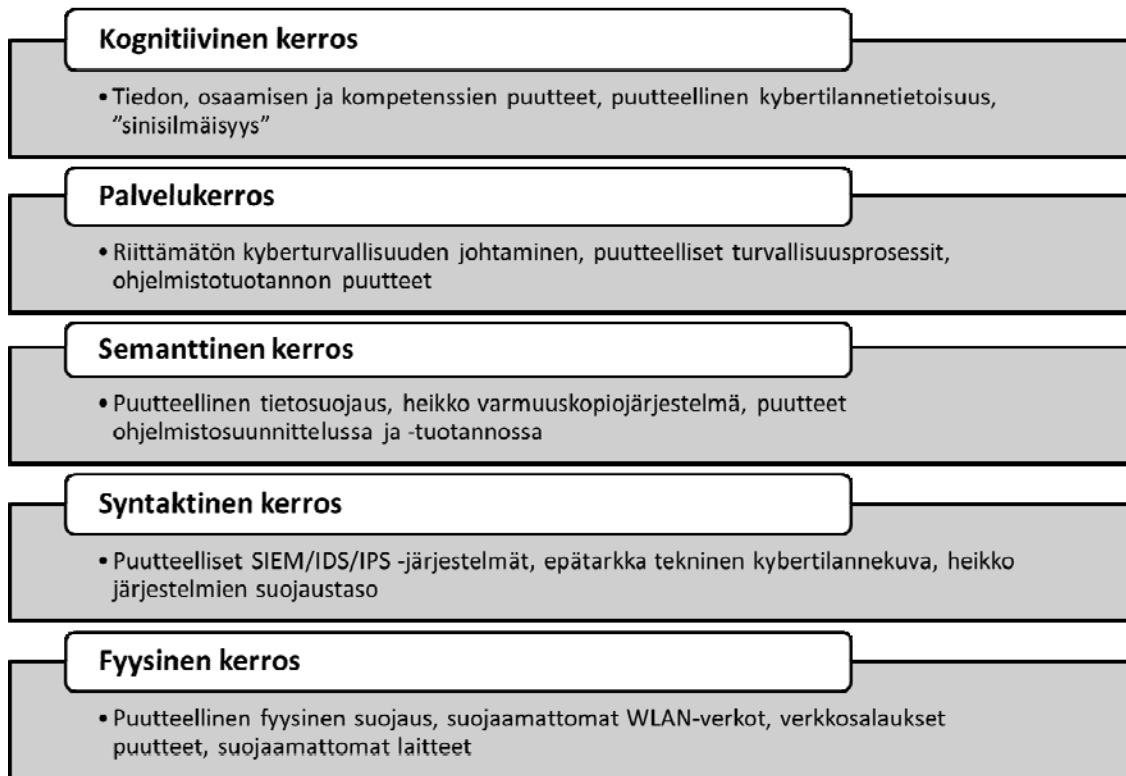 Kognitiivinen kerros
• Tiedon, osaamisen ja kompetenssien puutteet, puutteellinen kybertilannetietoisuus,
”sinisilmäisyys”
Palvelukerros
• Riittämätön kyberturvallisuuden johtaminen, puutteelliset turvallisuusprosessit,
ohjelmistotuotannon puutteet
Semanttinen kerros
• Puutteellinen tietosuojaus, heikko varmuuskopiojärjestelmä, puutteet
ohjelmistosuunnittelussa ja -tuotannossa
Syntaktinen kerros
• Puutteelliset SIEM/IDS/IPS -järjestelmät, epätarkka tekninen kybertilannekuva, heikko
järjestelmien suojaustaso
Fyysinen kerros
• Puutteellinen fyysinen suojaus, suojaamattomat WLAN-verkot, verkkosalaukset
puutteet, suojaamattomat laitteet